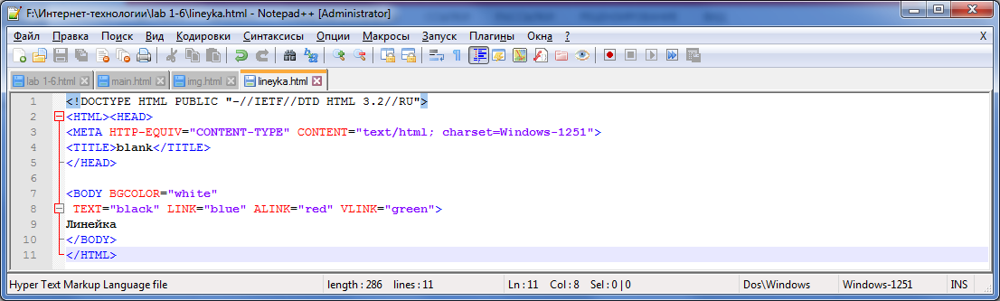 F:\Интернет-технологии\lab 1-6\lineyka.html - Notepad++ [Administrator]
Файл Правка Поиск Вид Кодировки Синтаксисы Опции Макросы Запуск Плагины Окна ? X
lab 1-6.html main.html img.html lineyka.html
1 <!DOCTYPE HTML PUBLIC "-//IETF//DTD HTML 3.2//RU">
2 <HTML><HEAD>
3 <META HTTP-EQUIV="CONTENT-TYPE" CONTENT="text/html; charset=Windows-1251">
4 <TITLE>blank</TITLE>
5 </HEAD>
6
7 <BODY BGCOLOR="white"
8 TEXT="black" LINK="blue" ALINK="red" VLINK="green">
9 Линейка
10 </BODY>
11 </HTML>
Hyper Text Markup Language file length : 286 lines : 11 Ln : 11 Col : 8 Sel : 0 | 0 Dos\Windows Windows-1251 INS